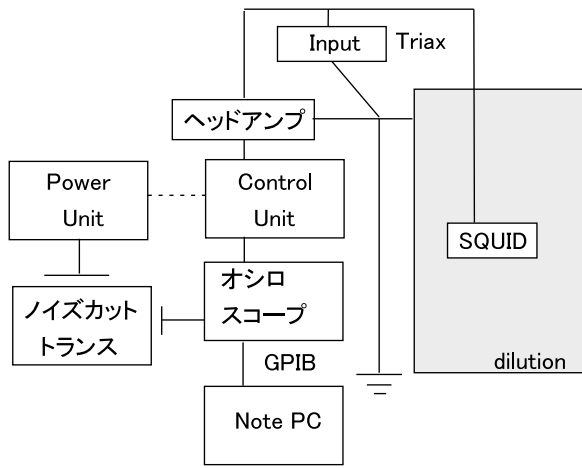 Input
Triax
ヘッドアンプ
Power
Unit
Control
Unit
SQUID
オシロ
スコープ
ノイズカット
トランス
dilution
GPIB
Note PC